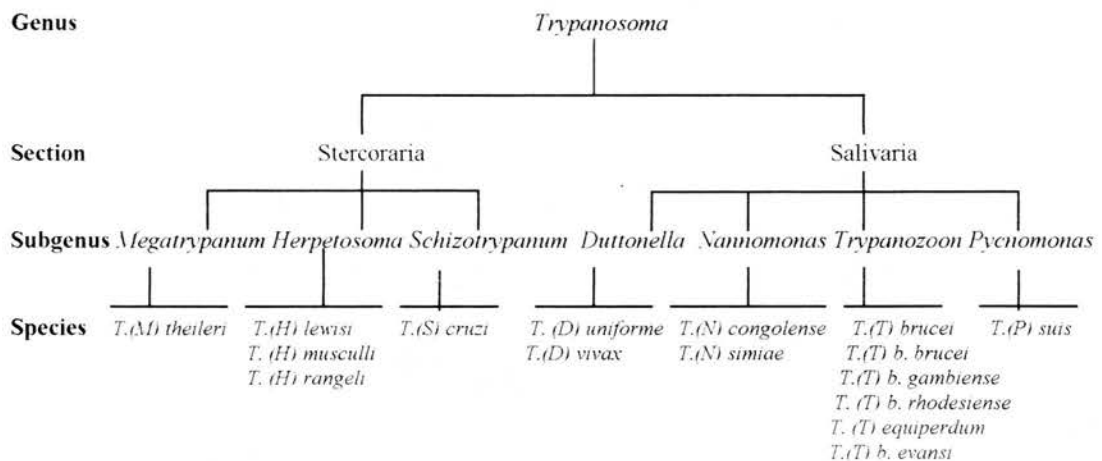 Genus Trypanosoma
Section Stercoraria Salivaria
Subgenus Megatrypanum Herpetosoma Schizotrypanum Duttonella Nannomonas Trypanozoon Pycnomonas
Species T.(M) theileri T.(H) lewisi T.(S) cruzi T. (D) uniforme T.(N) congolense T.(T) brucei T.(P) suis
T. (H) musculli T.(D) vivax T.(N) simiae T.(T) b. brucei
T. (H) rangeli T.(T) b. gambiense
T. (T) b. rhodesiense
T. (T) equiperdum
T.(T) b. evansi